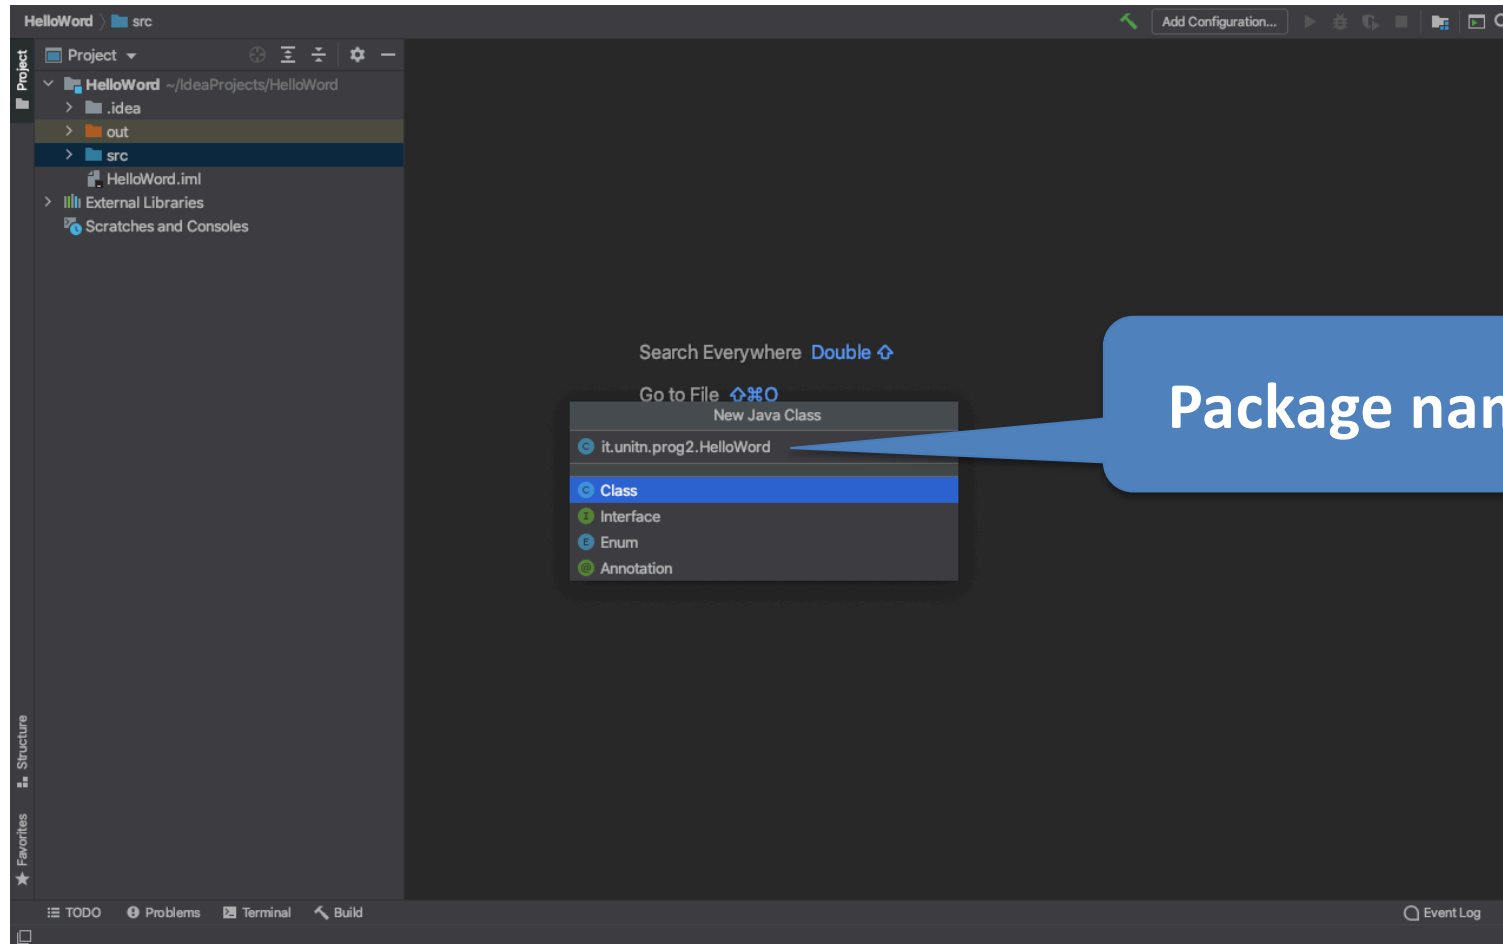 HelloWord
src
Add Configuration...
Project
Project
HelloWord ~/IdeaProjects/HelloWord
.idea
out
src
HelloWord.iml
External Libraries
Scratches and Consoles
Search Everywhere Double ⇧
Go to File ⇧⌘O
New Java Class
it.unitn.prog2.HelloWord
Class
Interface
Enum
Annotation
Package
Structure
Favorites
TODO
Problems
Terminal
Build
Event Log